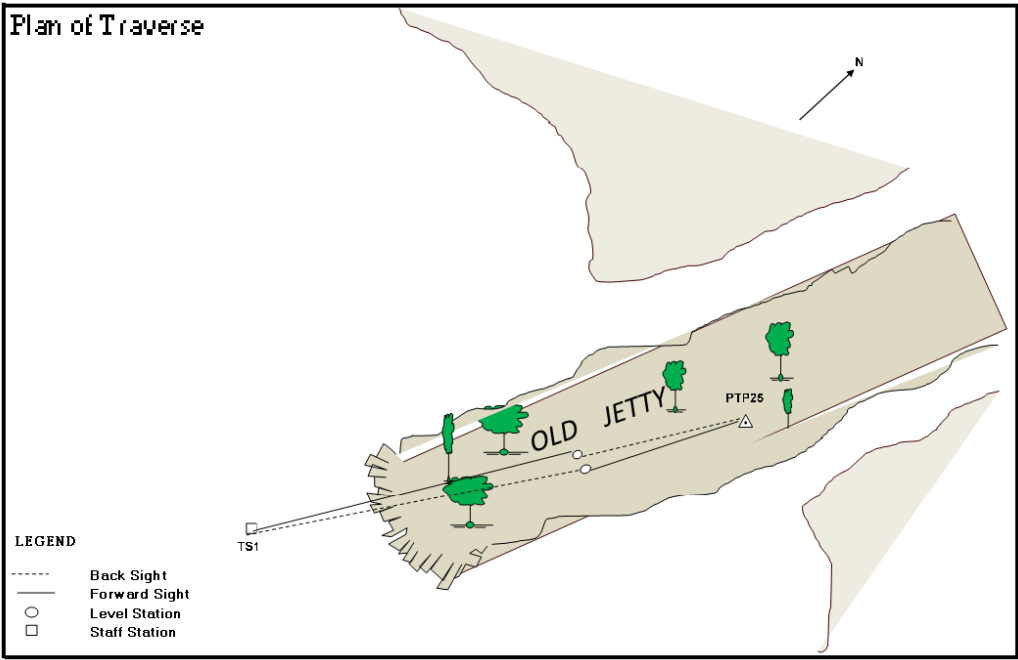 Plan of Traverse
N
OLD JETTY
PTP25
TS1
LEGEND
Back Sight
Forward Sight
Level Station
Staff Station